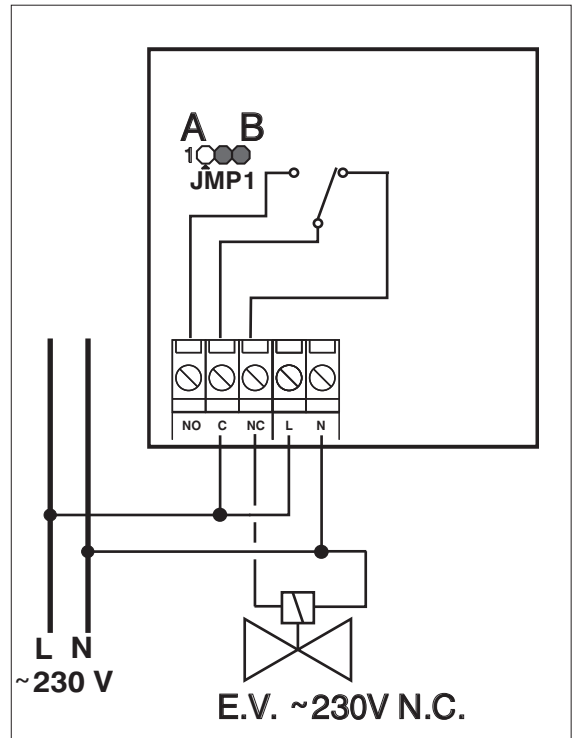 A B
1
JMP1
NO C NC L N
L N
~230 V
E.V. ~230V N.C.